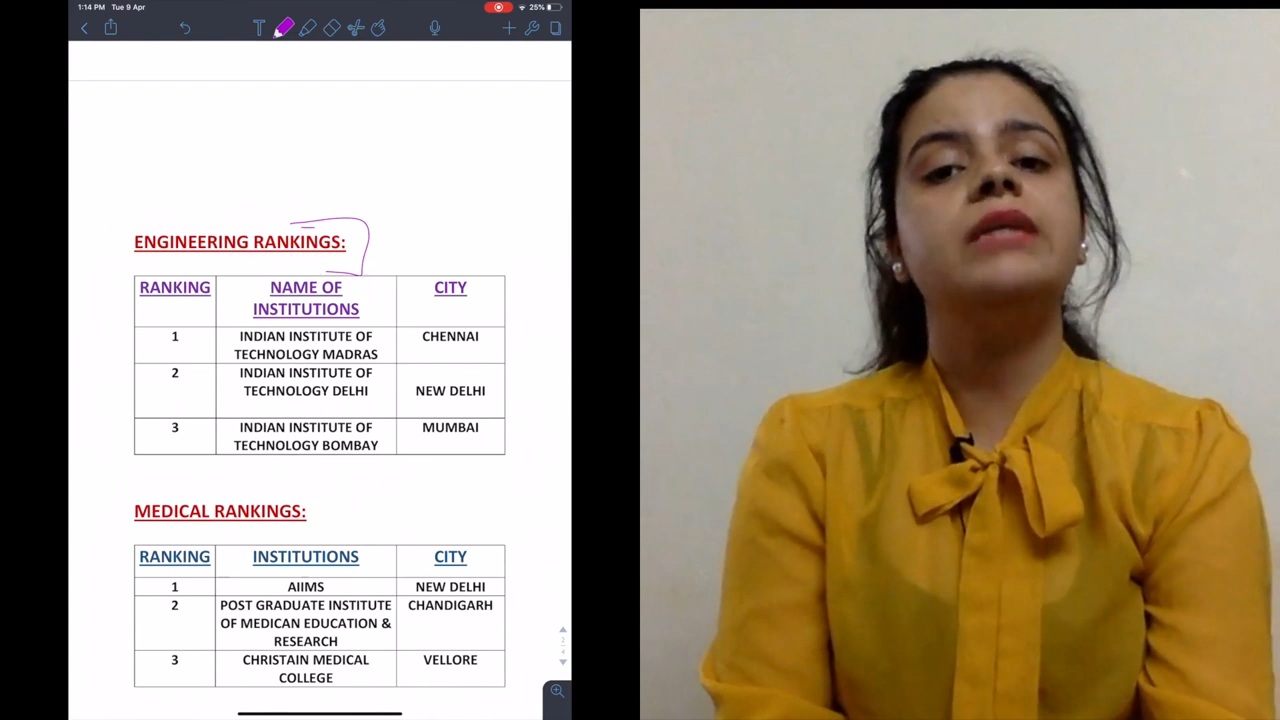 1:14 PM Tue 9 Apr
25%
T
ENGINEERING RANKINGS:
RANKING NAME OF INSTITUTIONS CITY
1 INDIAN INSTITUTE OF TECHNOLOGY MADRAS CHENNAI
2 INDIAN INSTITUTE OF TECHNOLOGY DELHI NEW DELHI
3 INDIAN INSTITUTE OF TECHNOLOGY BOMBAY MUMBAI
MEDICAL RANKINGS:
RANKING INSTITUTIONS CITY
1 AIIMS NEW DELHI
2 POST GRADUATE INSTITUTE OF MEDICAN EDUCATION & RESEARCH CHANDIGARH
3 CHRISTAIN MEDICAL COLLEGE VELLORE